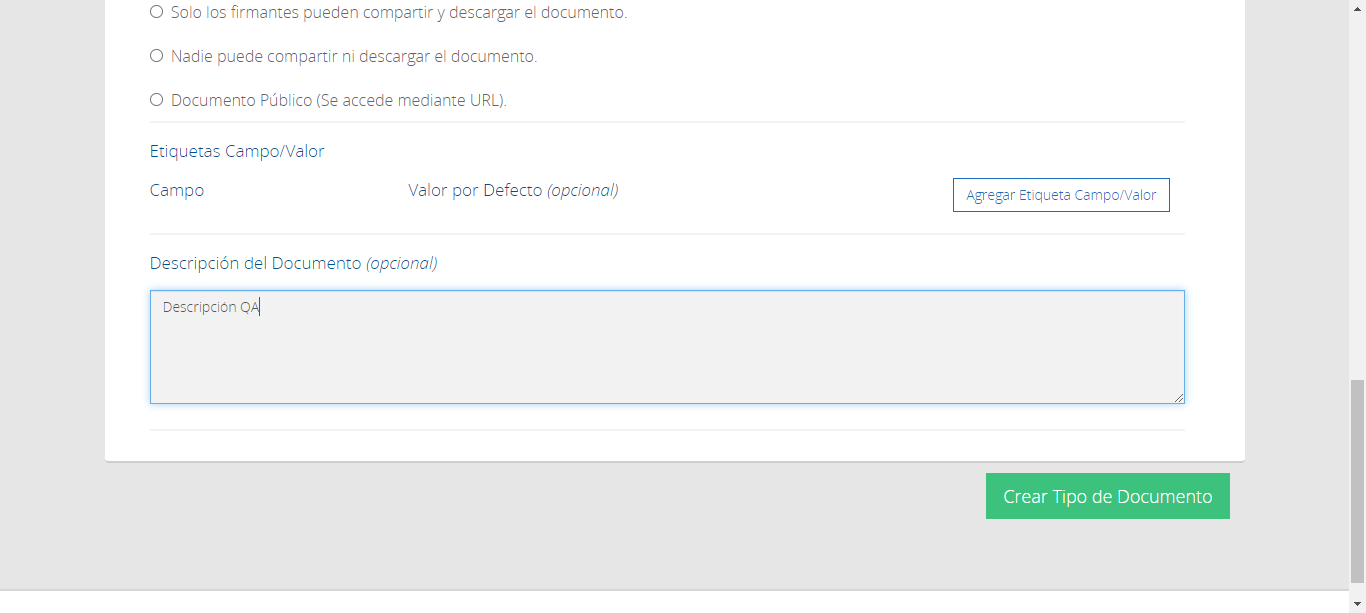 Solo los firmantes pueden compartir y descargar el documento.
Nadie puede compartir ni descargar el documento.
Documento Público (Se accede mediante URL).
Etiquetas Campo/Valor
Campo Valor por Defecto (opcional) Agregar Etiqueta Campo/Valor
Descripción del Documento (opcional)
Descripción QA
Crear Tipo de Documento